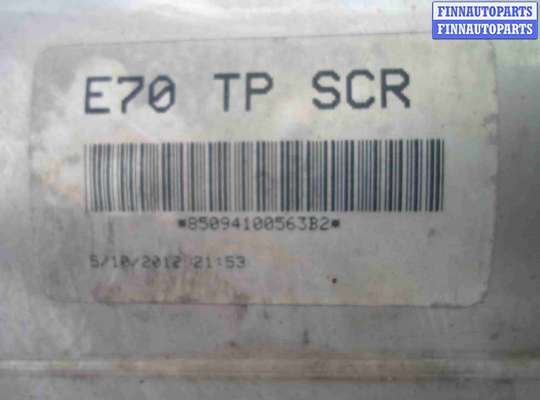 FINNAUTOPARTS
FINNAUTOPARTS
E70 TP SCR
*85094100563B2*
5/10/2012 21:53